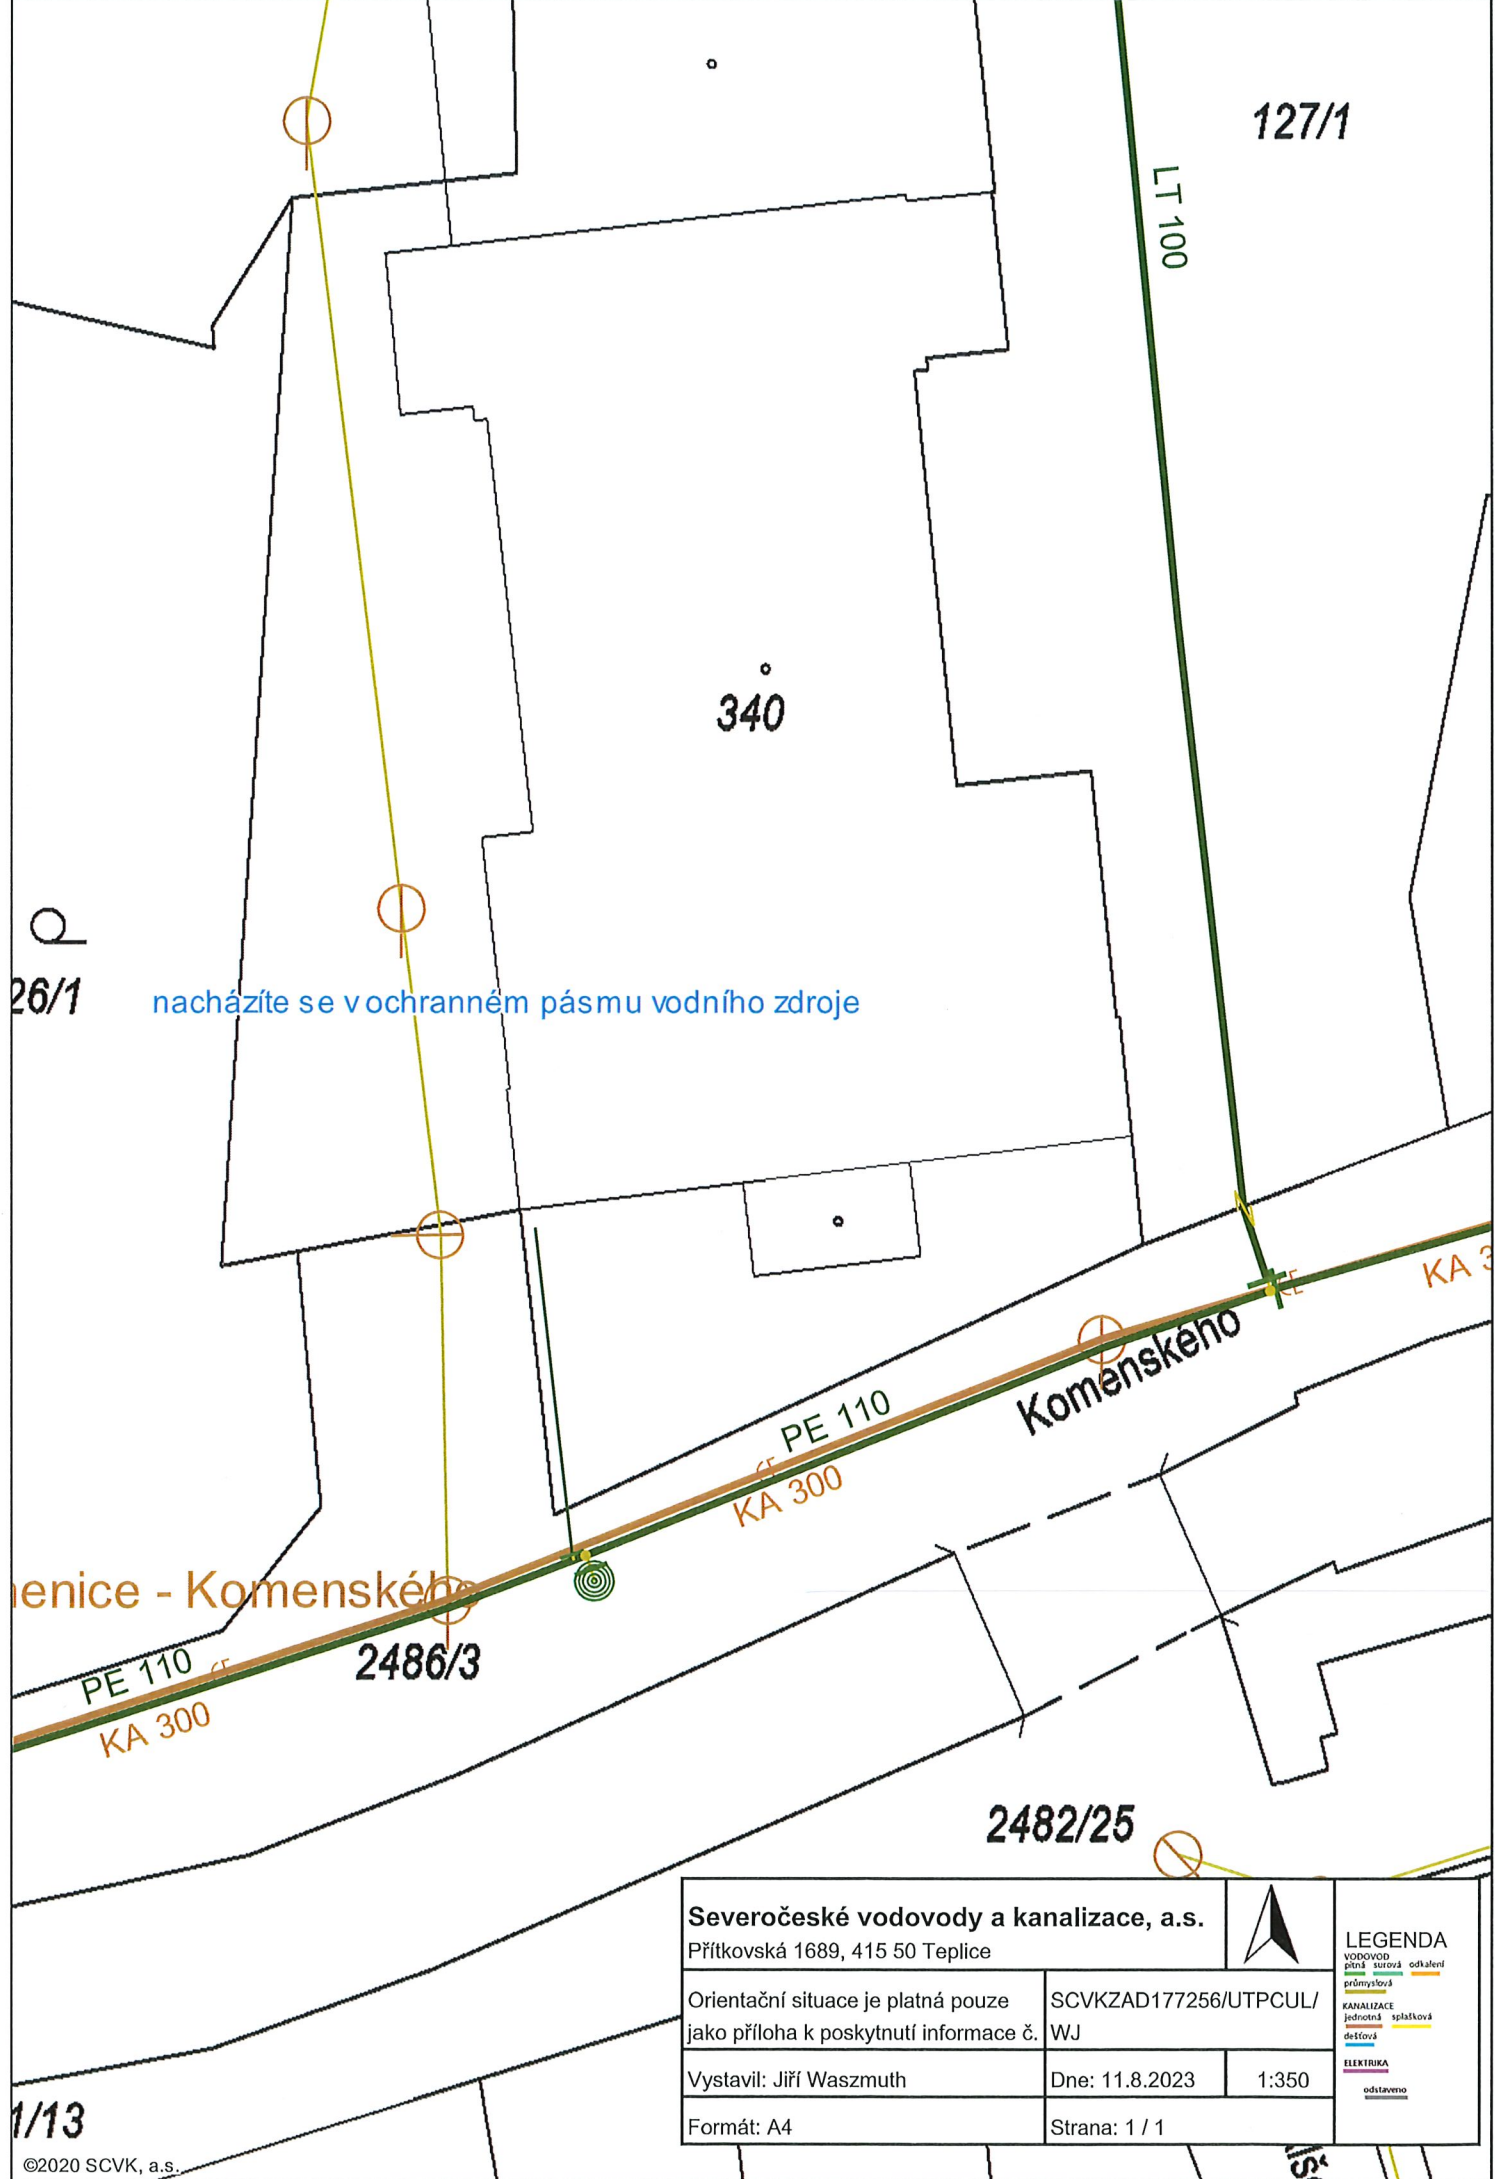 127/1
LT 100
340
26/1
nacházíte se v ochranném pásmu vodního zdroje
KA 3
CE
Komenského
PE 110
KA 300
enice - Komenského
2486/3
PE 110
KA 300
2482/25
Severočeské vodovody a kanalizace, a.s.
Přítkovská 1689, 415 50 Teplice
Orientační situace je platná pouze
jako příloha k poskytnutí informace č.
SCVKZAD177256/UTPCUL/
WJ
Vystavil: Jiří Waszmuth
Dne: 11.8.2023
1:350
Formát: A4
Strana: 1 / 1
LEGENDA
VODOVOD
pitná surová odkalení
průmyslová
KANALIZACE
jednotná splašková
dešťová
ELEKTRIKA
odstaveno
1/13
©2020 SCVK, a.s.